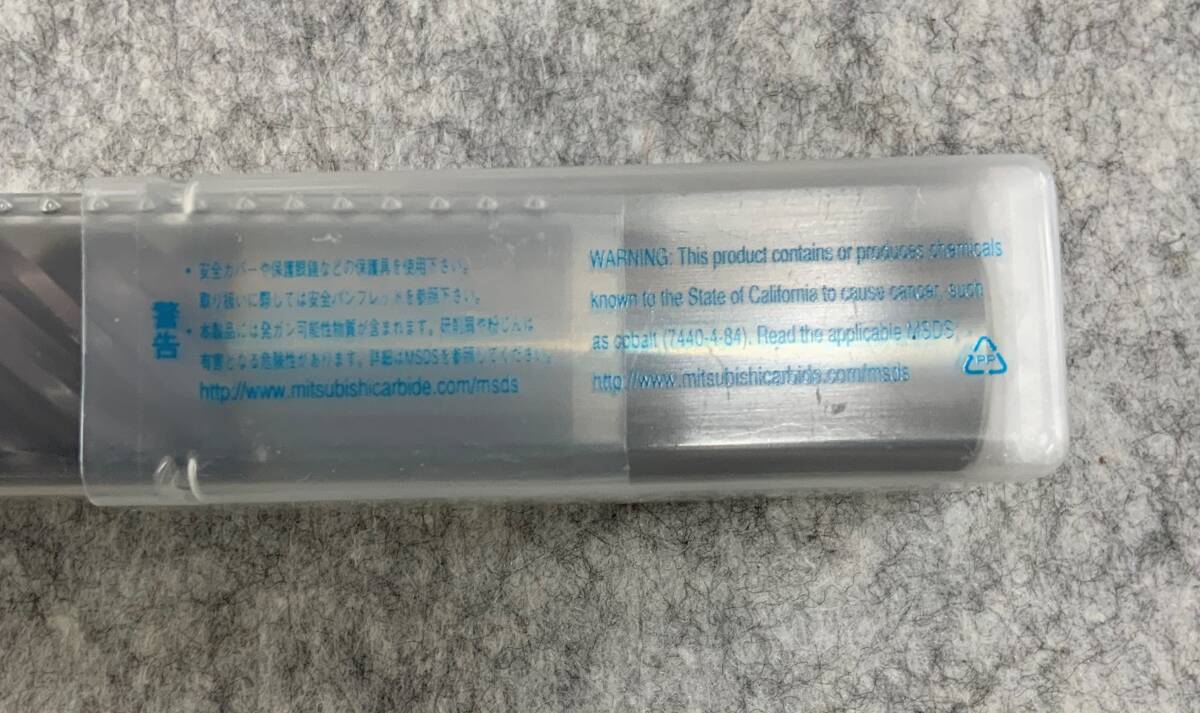 警告
・安全カバーや保護眼鏡などの保護具を使用下さい。
取り扱いに際しては安全パンフレットを参照下さい。
・本製品には発ガン可能性物質が含まれます。研削屑や粉じんは
有害となる危険性があります。詳細はMSDSを参照してください。
http://www.mitsubishicarbide.com/msds
WARNING: This product contains or produces chemicals
known to the State of California to cause cancer, such
as cobalt (7440-4-84). Read the applicable MSDS,
http://www.mitsubishicarbide.com/msds
PP